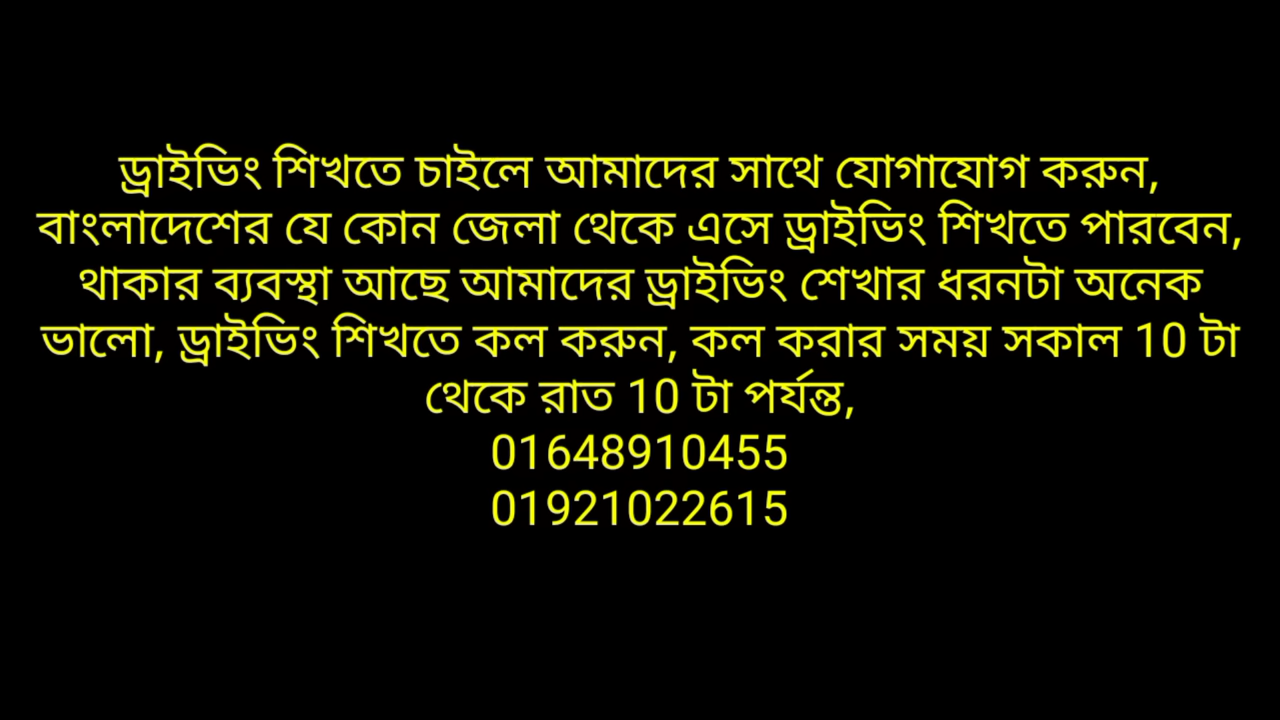 ড্রাইভিং শিখতে চাইলে আমাদের সাথে যোগাযোগ করুন,
বাংলাদেশের যে কোন জেলা থেকে এসে ড্রাইভিং শিখতে পারবেন,
থাকার ব্যবস্থা আছে আমাদের ড্রাইভিং শেখার ধরনটা অনেক
ভালো, ড্রাইভিং শিখতে কল করুন, কল করার সময় সকাল 10 টা
থেকে রাত 10 টা পর্যন্ত,
01648910455
01921022615